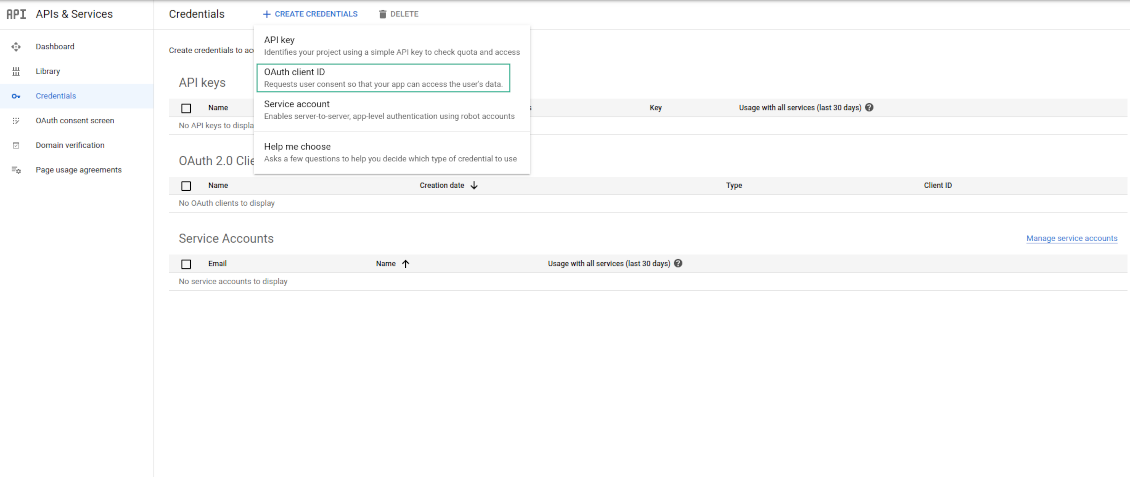 API APIs & Services
Credentials
CREATE CREDENTIALS
DELETE
Dashboard
Library
Credentials
OAuth consent screen
Domain verification
Page usage agreements
Create credentials to
API key
Identifies your project using a simple API key to check quota and access
OAuth client ID
Requests user consent so that your app can access the user's data.
Service account
Enables server-to-server, app-level authentication using robot accounts
Help me choose
Asks a few questions to help you decide which type of credential to use
API keys
Name
Key
Usage with all services (last 30 days)
No API keys to
OAuth 2.0
Name
Creation date
Type
Client ID
No OAuth clients to display
Service Accounts
Manage service accounts
Email
Name
Usage with all services (last 30 days)
No service accounts to display